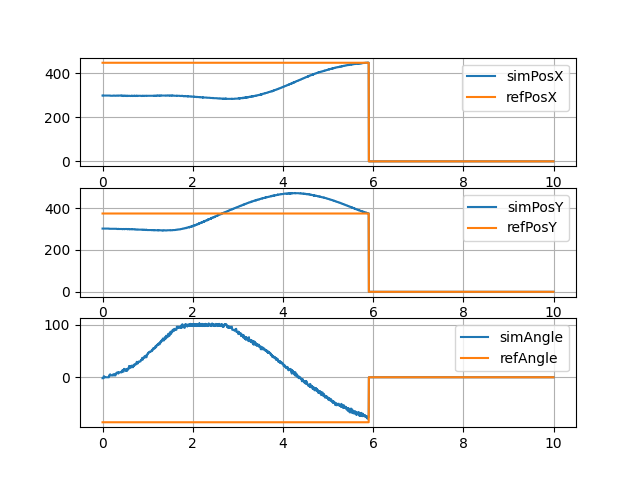 400
200
0
simPosX
refPosX
0 2 4 6 8 10
400
200
0
simPosY
refPosY
0 2 4 6 8 10
100
0
simAngle
refAngle
0 2 4 6 8 10